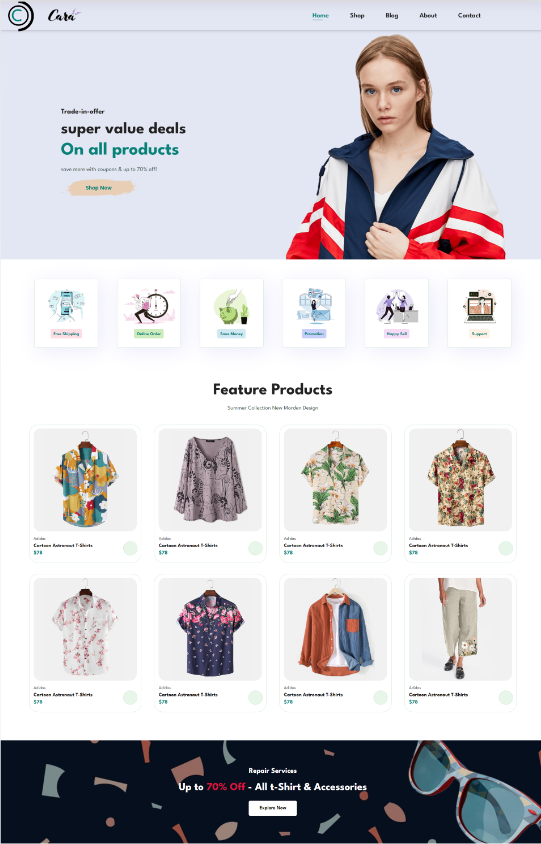 C Cara
Home Shop Blog About Contact
Trade-in-offer
super value deals
On all products
save more with coupons & up to 70% off!
Shop Now
Free Shipping Online Order Save Money Promotion Happy Sell Support
Feature Products
Summer Collection New Morden Design
Adidas Adidas Adidas Adidas
Cartoon Astronaut T-Shirts Cartoon Astronaut T-Shirts Cartoon Astronaut T-Shirts Cartoon Astronaut T-Shirts
$78 $78 $78 $78
Adidas Adidas Adidas Adidas
Cartoon Astronaut T-Shirts Cartoon Astronaut T-Shirts Cartoon Astronaut T-Shirts Cartoon Astronaut T-Shirts
$78 $78 $78 $78
Repair Services
Up to 70% Off - All t-Shirt & Accessories
Explore Now